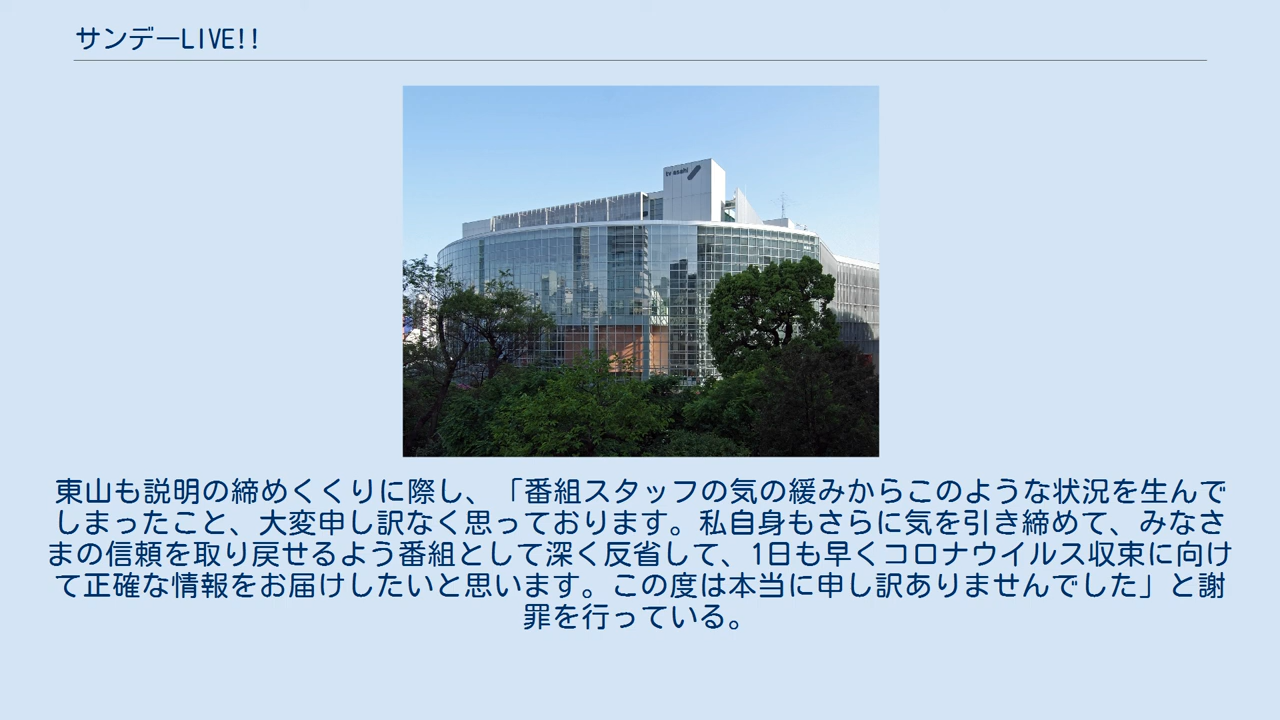 サンデーLIVE!!
tv asahi
東山も説明の締めくくりに際し、「番組スタッフの気の緩みからこのような状況を生んで
しまったこと、大変申し訳なく思っております。私自身もさらに気を引き締めて、みなさ
まの信頼を取り戻せるよう番組として深く反省して、1日も早くコロナウイルス収束に向け
て正確な情報をお届けしたいと思います。この度は本当に申し訳ありませんでした」と謝
罪を行っている。